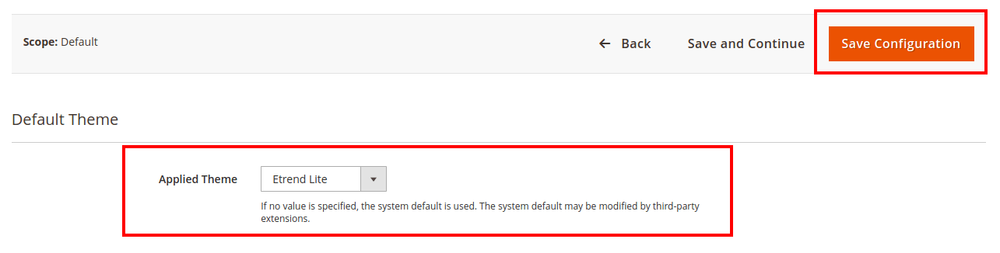 Scope: Default
Back
Save and Continue
Save Configuration
Default Theme
Applied Theme
Etrend Lite
If no value is specified, the system default is used. The system default may be modified by third-party
extensions.